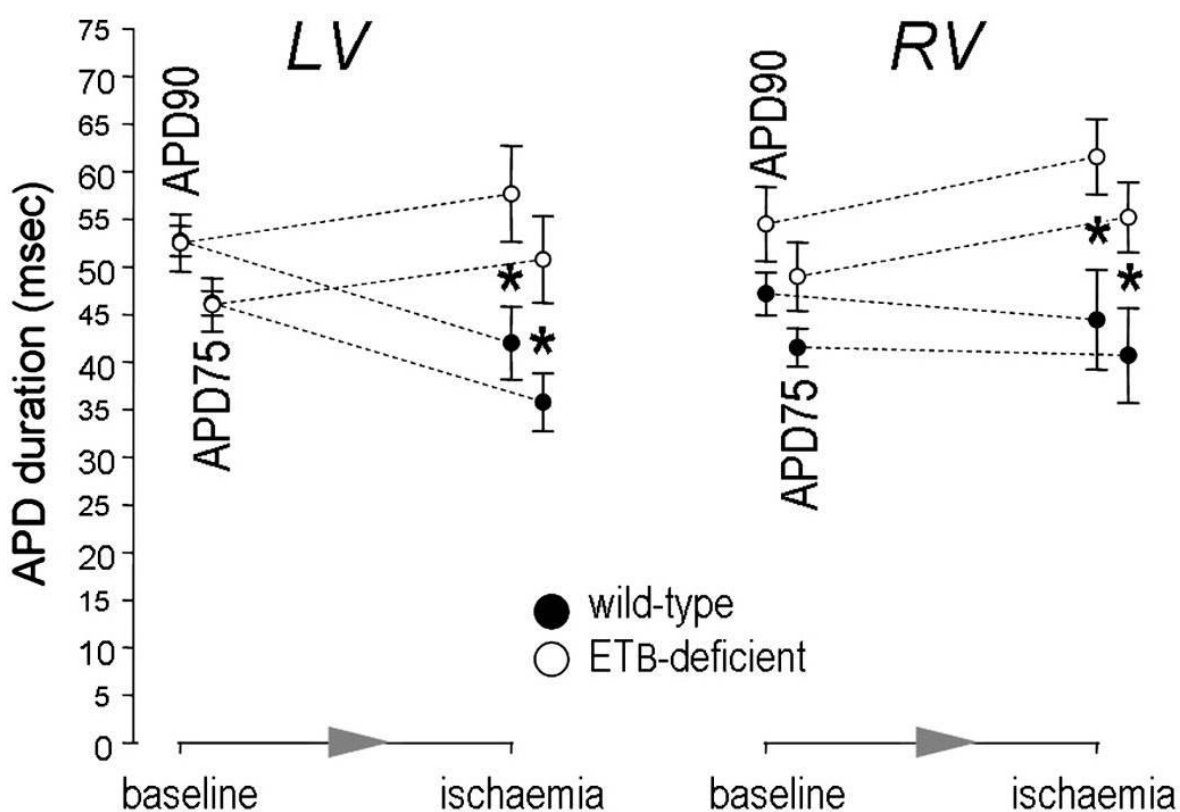 LV
RV
APD duration (msec)
75
70
65
60
55
50
45
40
35
30
25
20
15
10
5
0
APD90
APD75
*
*
APD90
APD75
*
*
wild-type
ETB-deficient
baseline
ischaemia
baseline
ischaemia